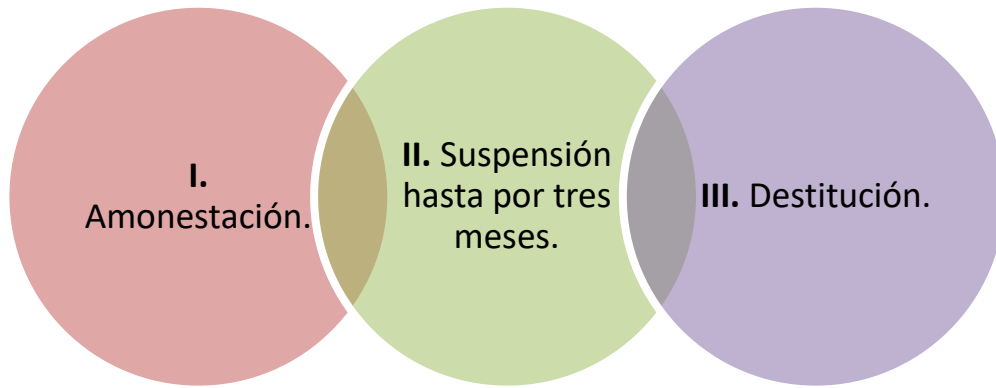 I.
Amonestación.
II. Suspensión
hasta por tres
meses.
III. Destitución.